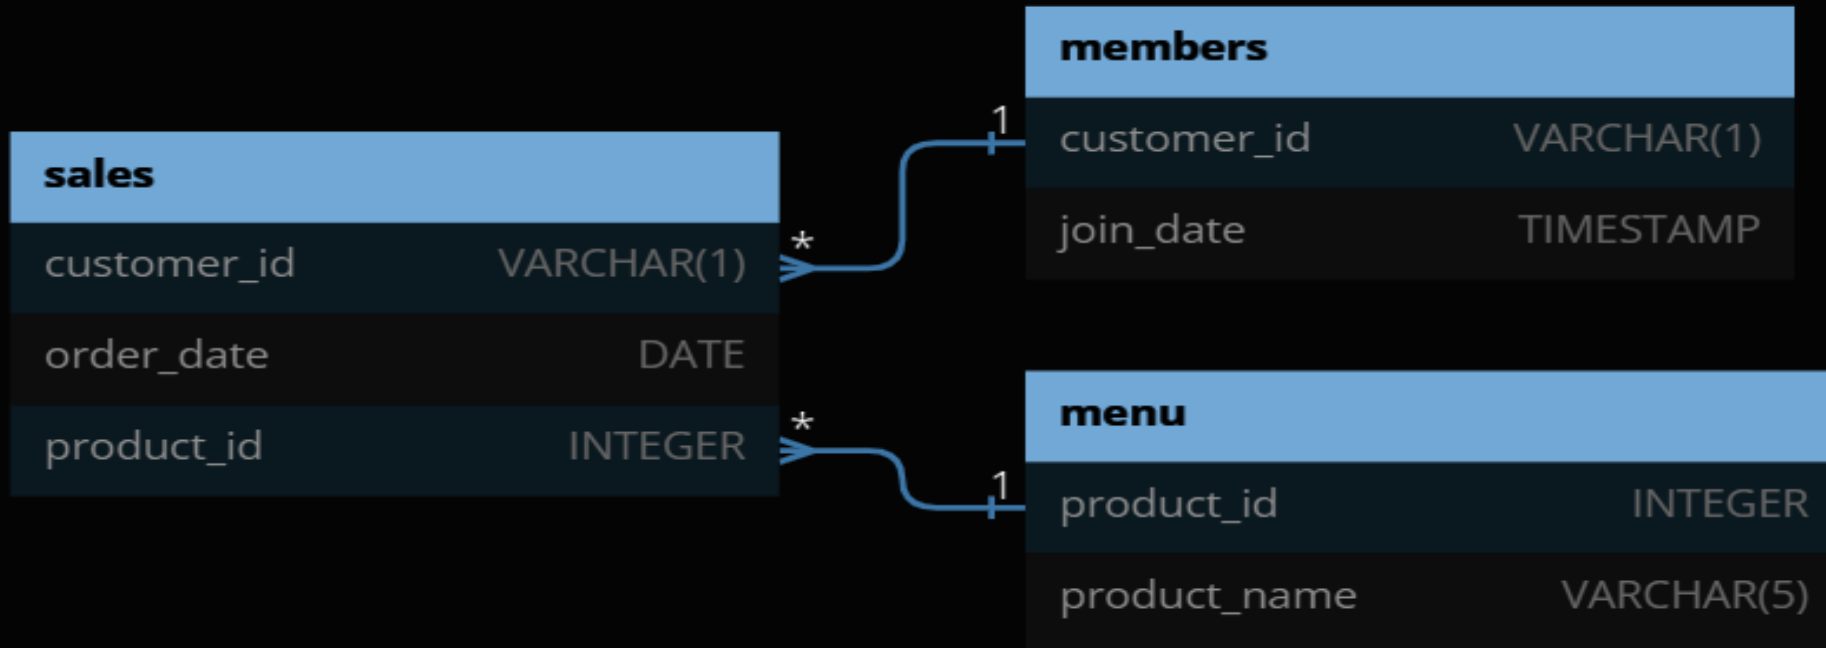 sales
customer_id VARCHAR(1)
order_date DATE
product_id INTEGER
*
*
1
1
members
customer_id VARCHAR(1)
join_date TIMESTAMP
menu
product_id INTEGER
product_name VARCHAR(5)